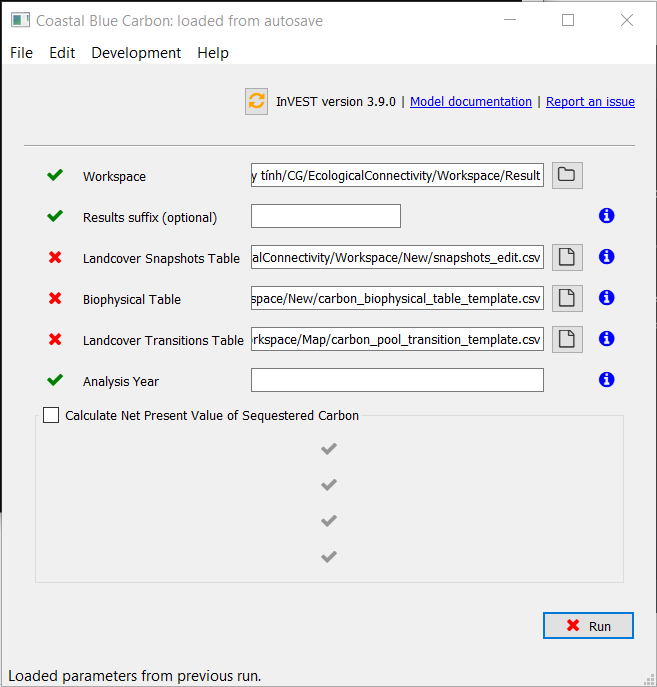 Coastal Blue Carbon: loaded from autosave
File Edit Development Help
InVEST version 3.9.0 | Model documentation | Report an issue
Workspace y tính/CG/EcologicalConnectivity/Workspace/Result
Results suffix (optional)
Landcover Snapshots Table alConnectivity/Workspace/New/snapshots_edit.csv
Biophysical Table space/New/carbon_biophysical_table_template.csv
Landcover Transitions Table rkspace/Map/carbon_pool_transition_template.csv
Analysis Year
Calculate Net Present Value of Sequestered Carbon
Run
Loaded parameters from previous run.